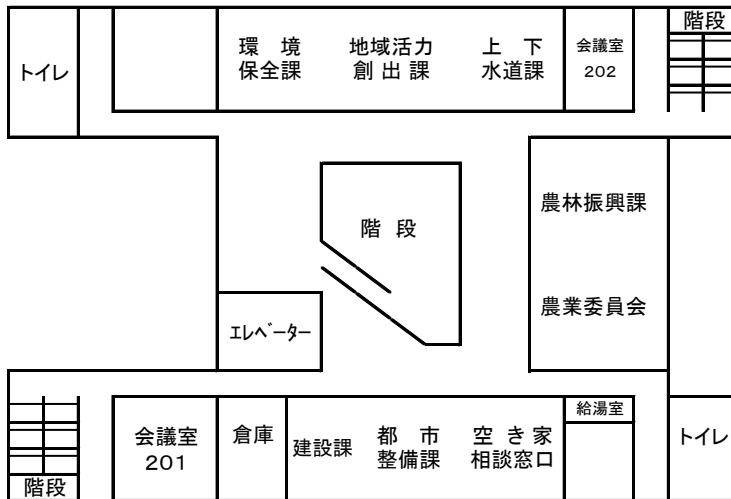 階段
環　境　地域活力　上　下　会議室
トイレ　保全課　創 出 課　水道課　202
農林振興課
階 段
農業委員会
エレベーター
給湯室
会議室　倉庫　建設課　都　市　空 き 家　トイレ
201　整備課　相談窓口
階段